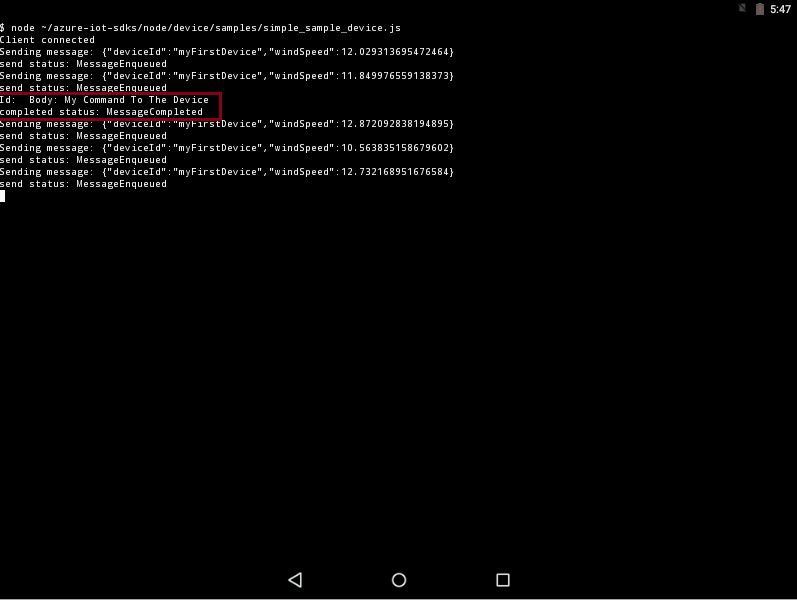 5:47
$ node ~/azure-iot-sdks/node/device/samples/simple_sample_device.js
Client connected
Sending message: {"deviceId":"myFirstDevice","windSpeed":12.029313695472464}
send status: MessageEnqueued
Sending message: {"deviceId":"myFirstDevice","windSpeed":11.849976559138373}
send status: MessageEnqueued
Id:  Body: My Command To The Device
completed status: MessageCompleted
Sending message: {"deviceId":"myFirstDevice","windSpeed":12.872092838194895}
send status: MessageEnqueued
Sending message: {"deviceId":"myFirstDevice","windSpeed":10.563835158679602}
send status: MessageEnqueued
Sending message: {"deviceId":"myFirstDevice","windSpeed":12.732168951676584}
send status: MessageEnqueued